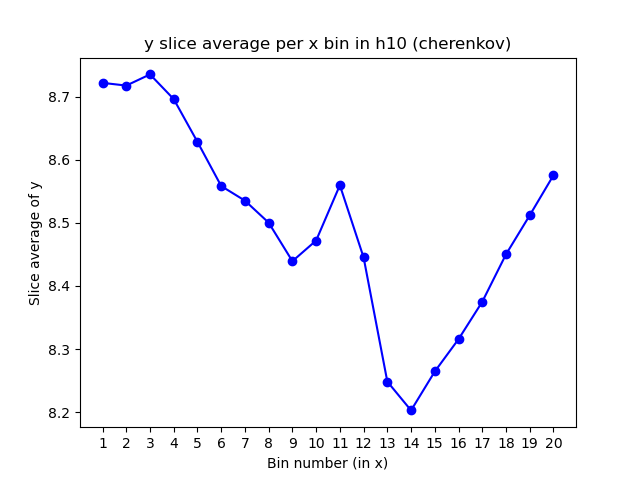 y slice average per x bin in h10 (cherenkov)
8.7
8.6
8.5
8.4
8.3
8.2
Slice average of y
1 2 3 4 5 6 7 8 9 10 11 12 13 14 15 16 17 18 19 20
Bin number (in x)